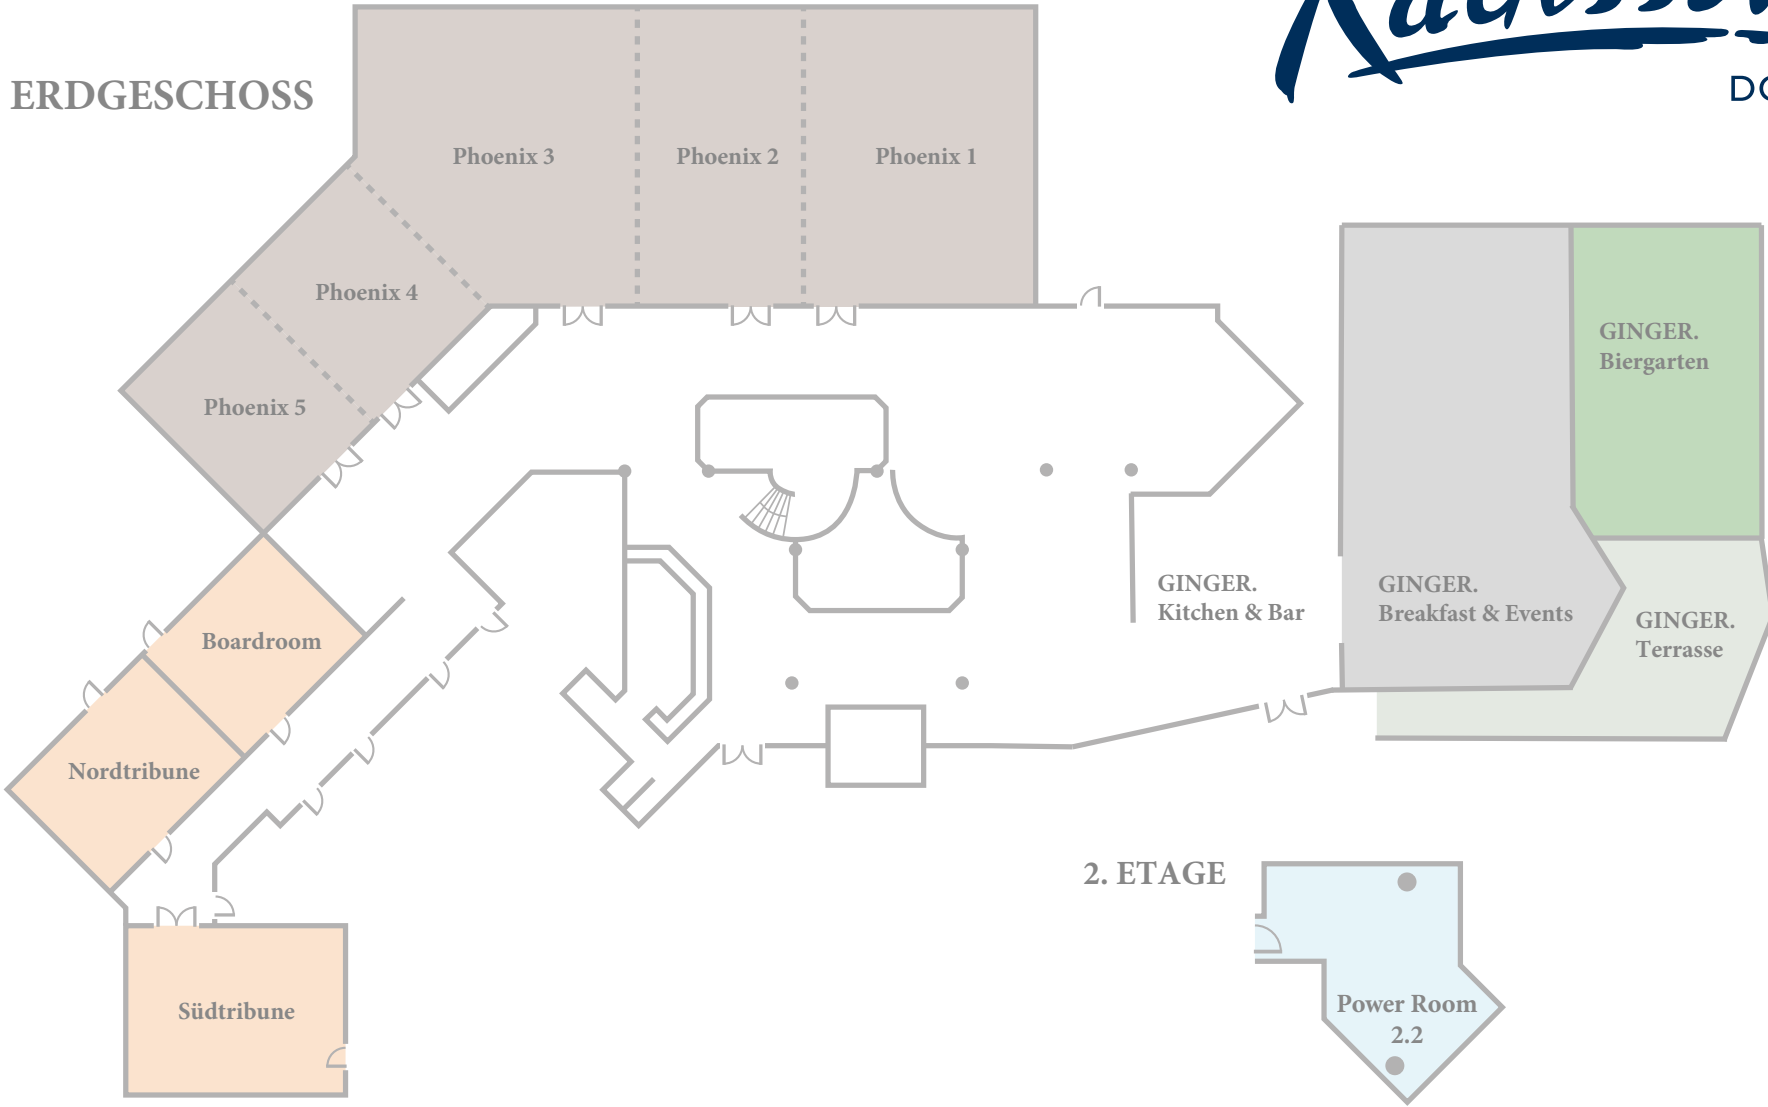 ERDGESCHOSS
Phoenix 3
Phoenix 2
Phoenix 1
Phoenix 4
Phoenix 5
GINGER.
Biergarten
GINGER.
Kitchen & Bar
GINGER.
Breakfast & Events
GINGER.
Terrasse
Boardroom
Nordtribune
Südtribune
2. ETAGE
Power Room
2.2